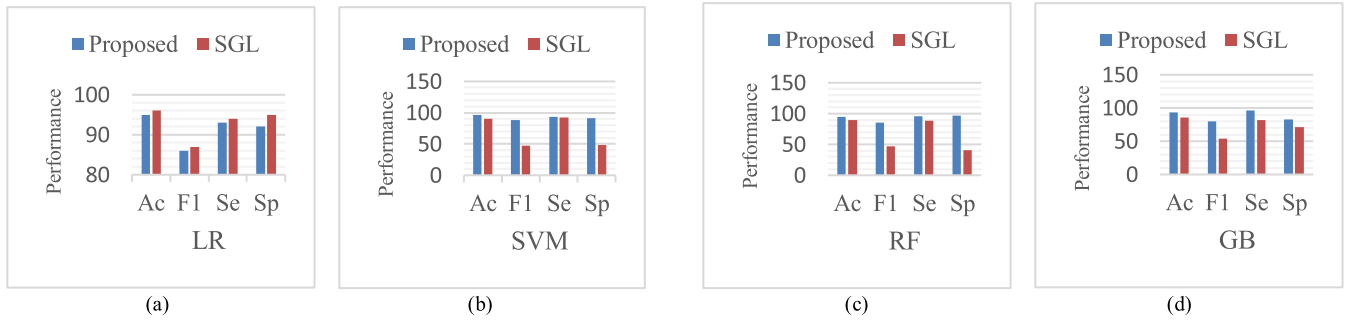 Proposed SGL
Performance
100
90
80
Ac F1 Se Sp
LR
(a)
Proposed SGL
Performance
150
100
50
0
Ac F1 Se Sp
SVM
(b)
Proposed SGL
Performance
150
100
50
0
Ac F1 Se Sp
RF
(c)
Proposed SGL
Performance
150
100
50
0
Ac F1 Se Sp
GB
(d)